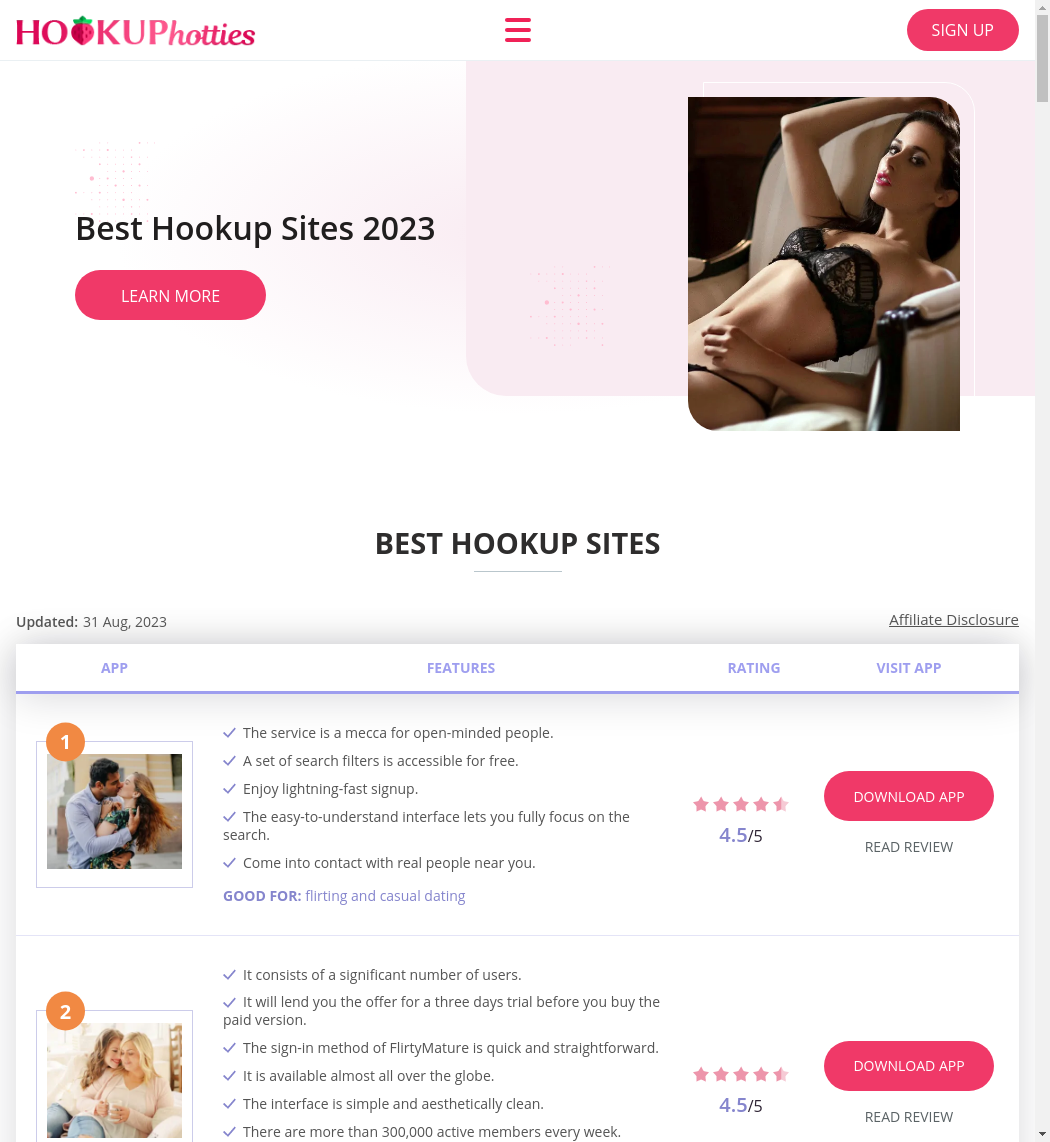 HOOKUPhotties
SIGN UP
Best Hookup Sites 2023
LEARN MORE
BEST HOOKUP SITES
Updated: 31 Aug, 2023
Affiliate Disclosure
APP FEATURES RATING VISIT APP
1
The service is a mecca for open-minded people.
A set of search filters is accessible for free.
Enjoy lightning-fast signup.
The easy-to-understand interface lets you fully focus on the
search.
Come into contact with real people near you.
GOOD FOR: flirting and casual dating
4.5/5
DOWNLOAD APP
READ REVIEW
2
It consists of a significant number of users.
It will lend you the offer for a three days trial before you buy the
paid version.
The sign-in method of FlirtyMature is quick and straightforward.
It is available almost all over the globe.
The interface is simple and aesthetically clean.
There are more than 300,000 active members every week.
4.5/5
DOWNLOAD APP
READ REVIEW